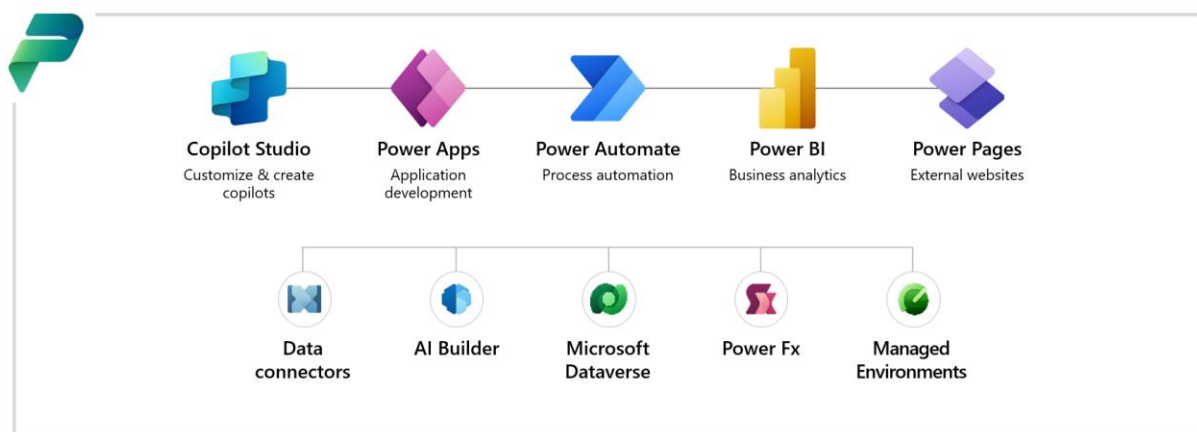 Copilot Studio
Power Apps
Power Automate
Power BI
Power Pages
Customize & create
copilots
Application
development
Process automation
Business analytics
External websites
Data
connectors
AI Builder
Microsoft
Dataverse
Power Fx
Managed
Environments